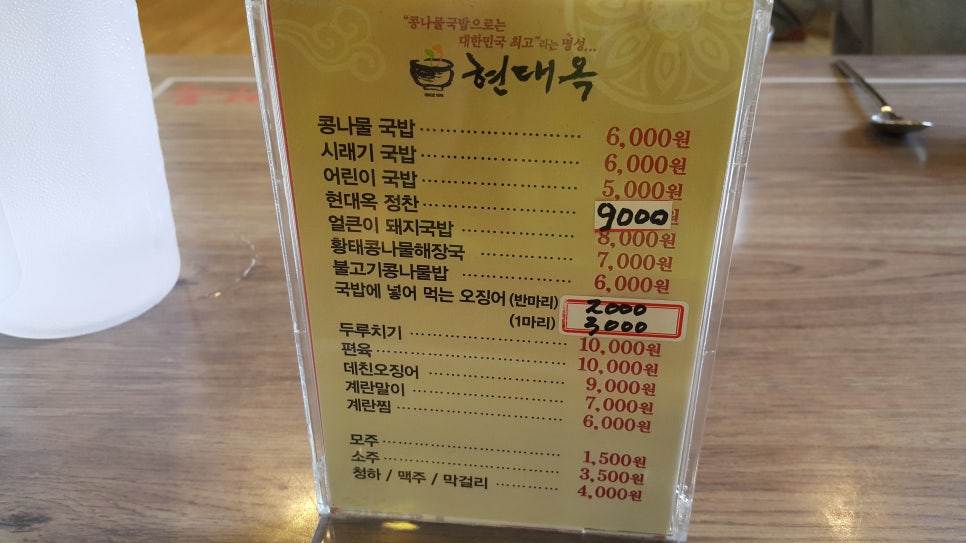 "콩나물국밥으로는
대한민국 최고"라는 명성...
현대옥
콩나물 국밥 6,000원
시래기 국밥 6,000원
어린이 국밥 5,000원
현대옥 정찬 9000원
얼큰이 돼지국밥 8,000원
황태콩나물해장국 7,000원
불고기콩나물밥 6,000원
국밥에 넣어 먹는 오징어 (반마리) 2000
(1마리) 3,000
두루치기 10,000원
편육 10,000원
데친오징어 9,000원
계란말이 7,000원
계란찜 6,000원
모주 1,500원
소주 3,500원
청하 / 맥주 / 막걸리 4,000원